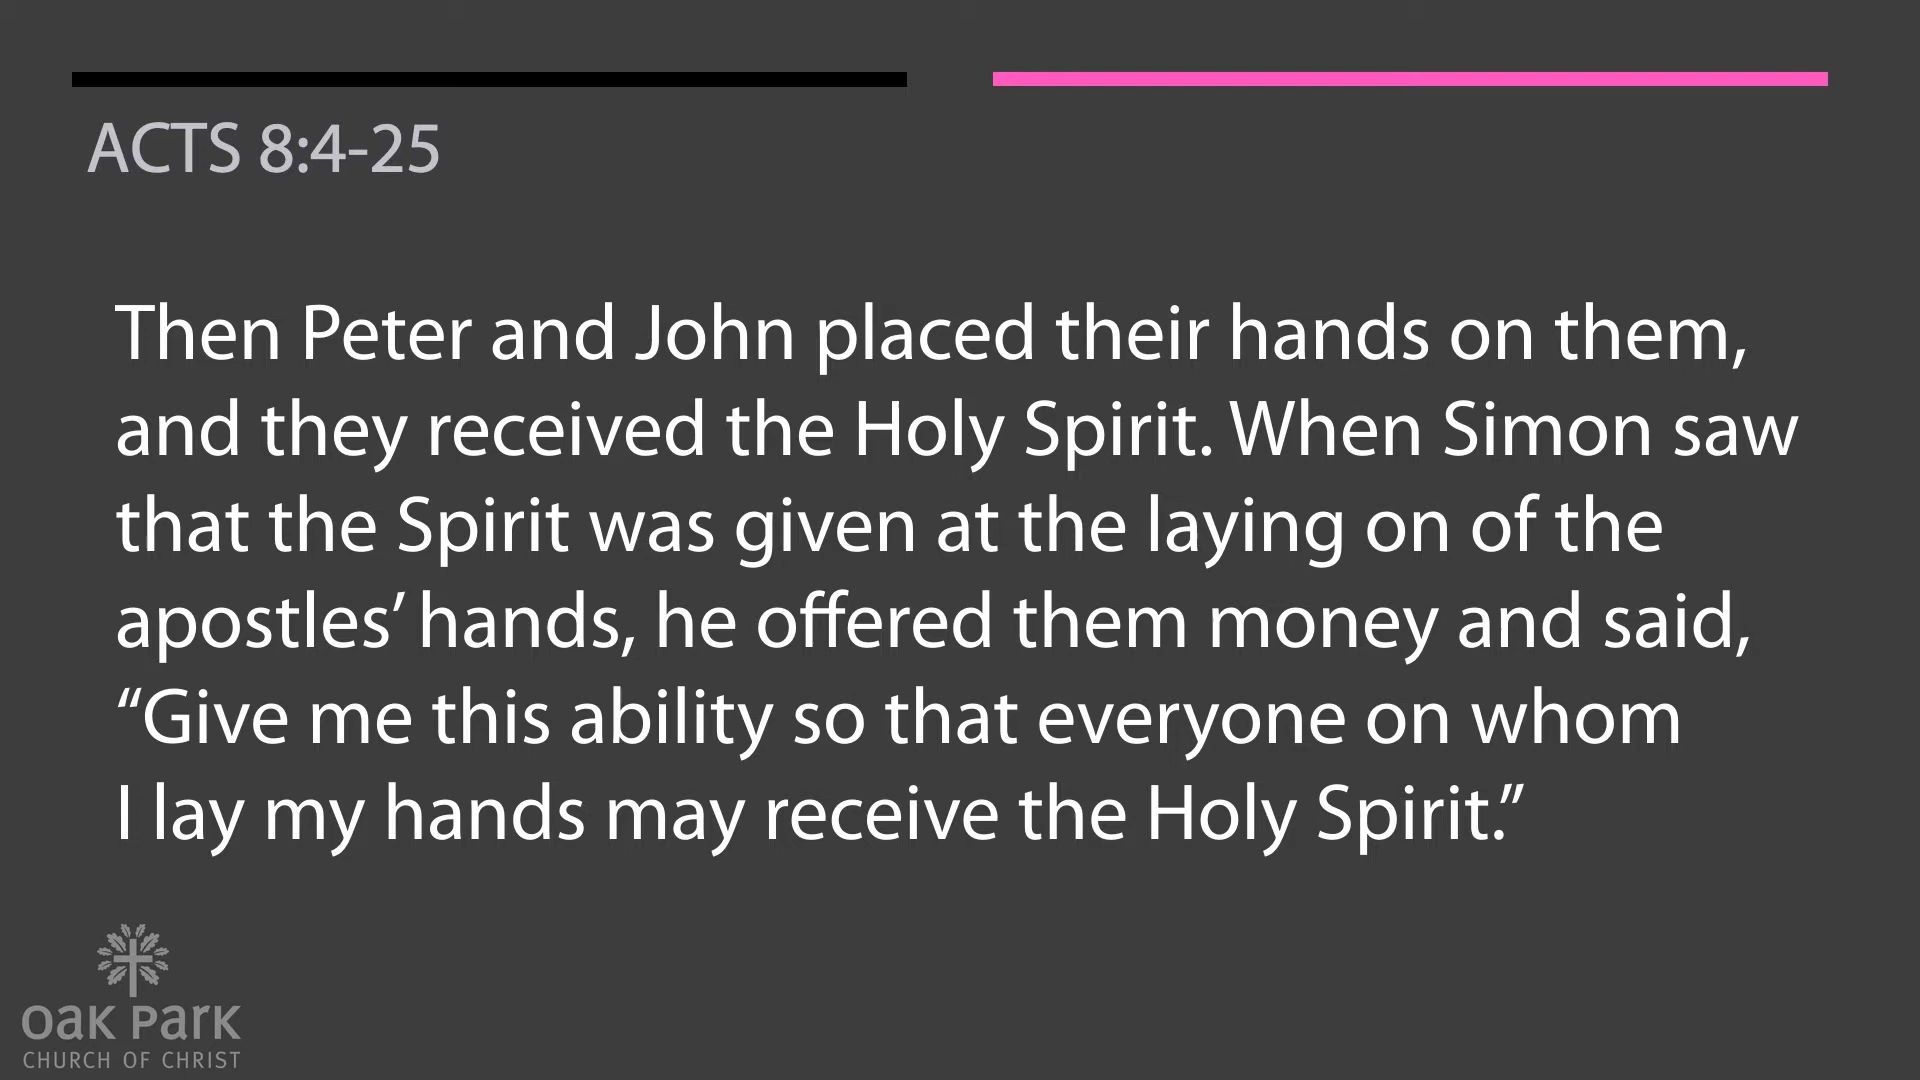 ACTS 8:4-25
Then Peter and John placed their hands on them,
and they received the Holy Spirit. When Simon saw
that the Spirit was given at the laying on of the
apostles’ hands, he offered them money and said,
“Give me this ability so that everyone on whom
I lay my hands may receive the Holy Spirit.”
oak Park
CHURCH OF CHRIST